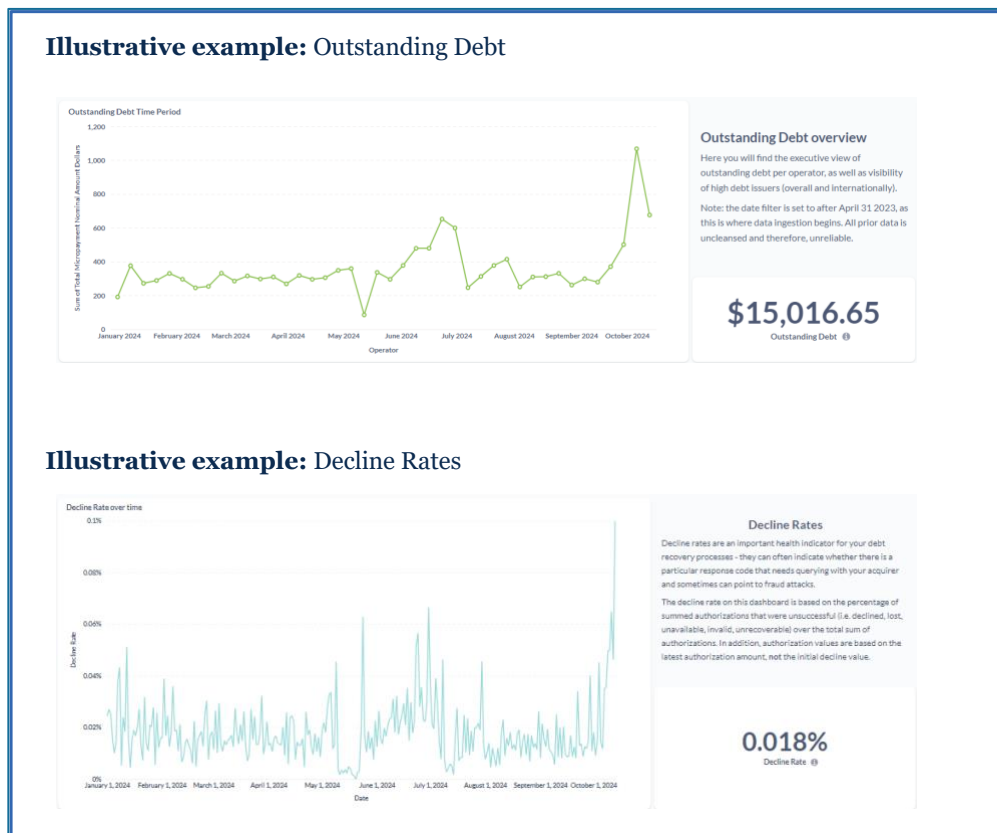 Illustrative example: Outstanding Debt
Outstanding Debt Time Period
1,200
1,000
800
600
400
200
0
Sum of Total Micropayment Nominal Amount Dollars
January 2024 February 2024 March 2024 April 2024 May 2024 June 2024 July 2024 August 2024 September 2024 October 2024
Operator
Outstanding Debt overview
Here you will find the executive view of
outstanding debt per operator, as well as visibility
of high debt issuers (overall and internationally).
Note: the date filter is set to after April 31 2023, as
this is where data ingestion begins. All prior data is
uncleansed and therefore, unreliable.
$15,016.65
Outstanding Debt
Illustrative example: Decline Rates
Decline Rate over time
0.1%
0.08%
0.06%
0.04%
0.02%
0%
Decline Rate
January 1, 2024 February 1, 2024 March 1, 2024 April 1, 2024 May 1, 2024 June 1, 2024 July 1, 2024 August 1, 2024 September 1, 2024 October 1, 2024
Date
Decline Rates
Decline rates are an important health indicator for your debt
recovery processes - they can often indicate whether there is a
particular response code that needs querying with your acquirer
and sometimes can point to fraud attacks.
The decline rate on this dashboard is based on the percentage of
summed authorizations that were unsuccessful (i.e. declined, lost,
unavailable, invalid, unrecoverable) over the total sum of
authorizations. In addition, authorization values are based on the
latest authorization amount, not the initial decline value.
0.018%
Decline Rate